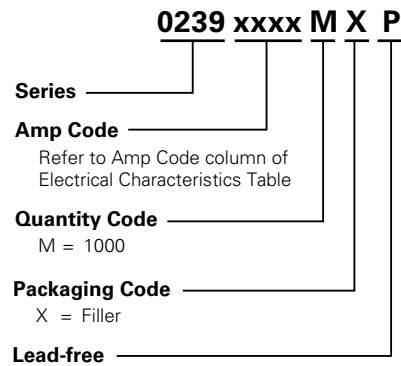 0239 xxxx M X P
Series
Amp Code
Refer to Amp Code column of
Electrical Characteristics Table
Quantity Code
M = 1000
Packaging Code
X = Filler
Lead-free